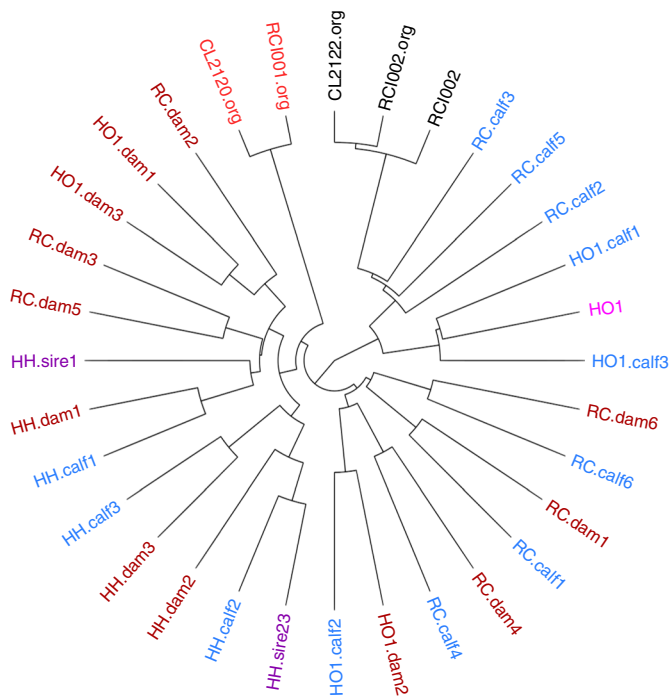 CL2122.org
RCI002.org
RCI002
RC.calf3
RC.calf5
RC.calf2
HO1.calf1
HO1
HO1.calf3
RC.dam6
RC.calf6
RC.dam1
RC.calf1
RC.dam4
RC.calf4
HO1.dam2
HO1.calf2
HH.sire23
HH.calf2
HH.dam2
HH.dam3
HH.calf3
HH.calf1
HH.dam1
HH.sire1
RC.dam5
RC.dam3
HO1.dam3
HO1.dam1
RC.dam2
CL2120.org
RCI001.org